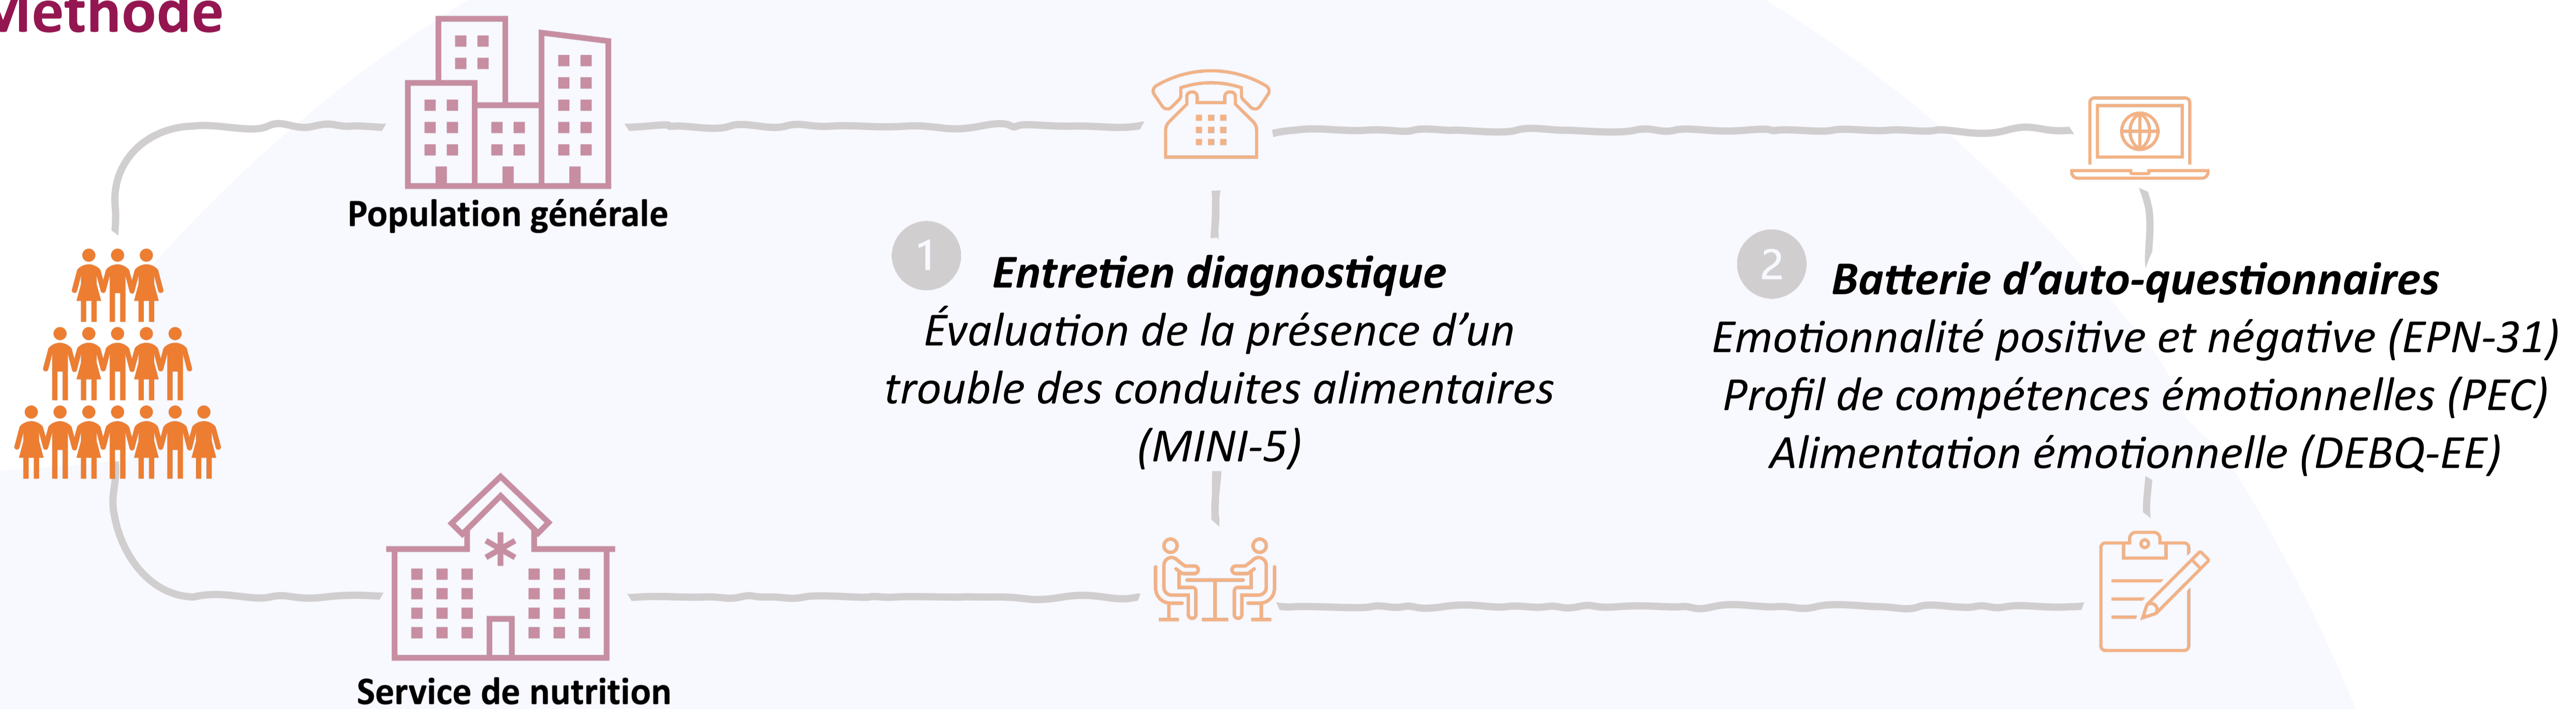 Méthode
Population générale
1
Entretien diagnostique
Évaluation de la présence d'un
trouble des conduites alimentaires
(MINI-5)
2
Batterie d'auto-questionnaires
Emotionnalité positive et négative (EPN-31)
Profil de compétences émotionnelles (PEC)
Alimentation émotionnelle (DEBQ-EE)
Service de nutrition